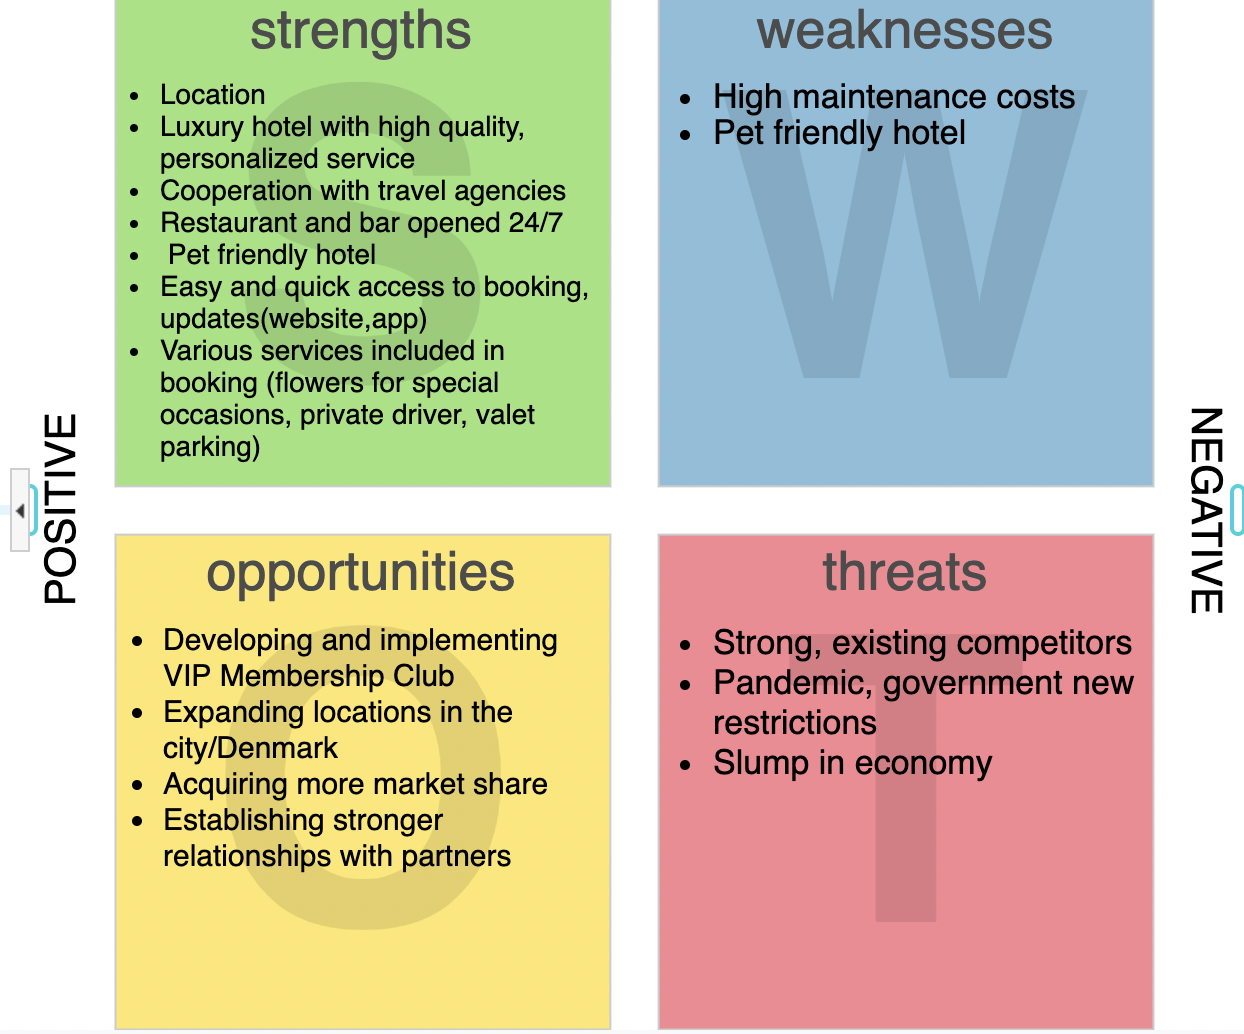 strengths
• Location
• Luxury hotel with high quality,
personalized service
• Cooperation with travel agencies
• Restaurant and bar opened 24/7
• Pet friendly hotel
• Easy and quick access to booking,
updates(website,app)
• Various services included in
booking (flowers for special
occasions, private driver, valet
parking)
S
weaknesses
• High maintenance costs
• Pet friendly hotel
W
POSITIVE
NEGATIVE
opportunities
• Developing and implementing
VIP Membership Club
• Expanding locations in the
city/Denmark
• Acquiring more market share
• Establishing stronger
relationships with partners
O
threats
• Strong, existing competitors
• Pandemic, government new
restrictions
• Slump in economy
T